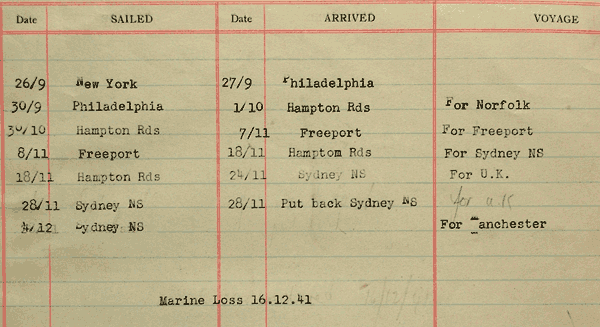 Date SAILED Date ARRIVED VOYAGE
26/9 New York 27/9 Philadelphia
30/9 Philadelphia 1/10 Hampton Rds For Norfolk
30/10 Hampton Rds 7/11 Freeport For Freeport
8/11 Freeport 18/11 Hamptom Rds For Sydney NS
18/11 Hampton Rds 24/11 Sydney NS For U.K.
28/11 Sydney NS 28/11 Put back Sydney NS for U.K
4/12 Sydney NS For Manchester
Marine Loss 16.12.41